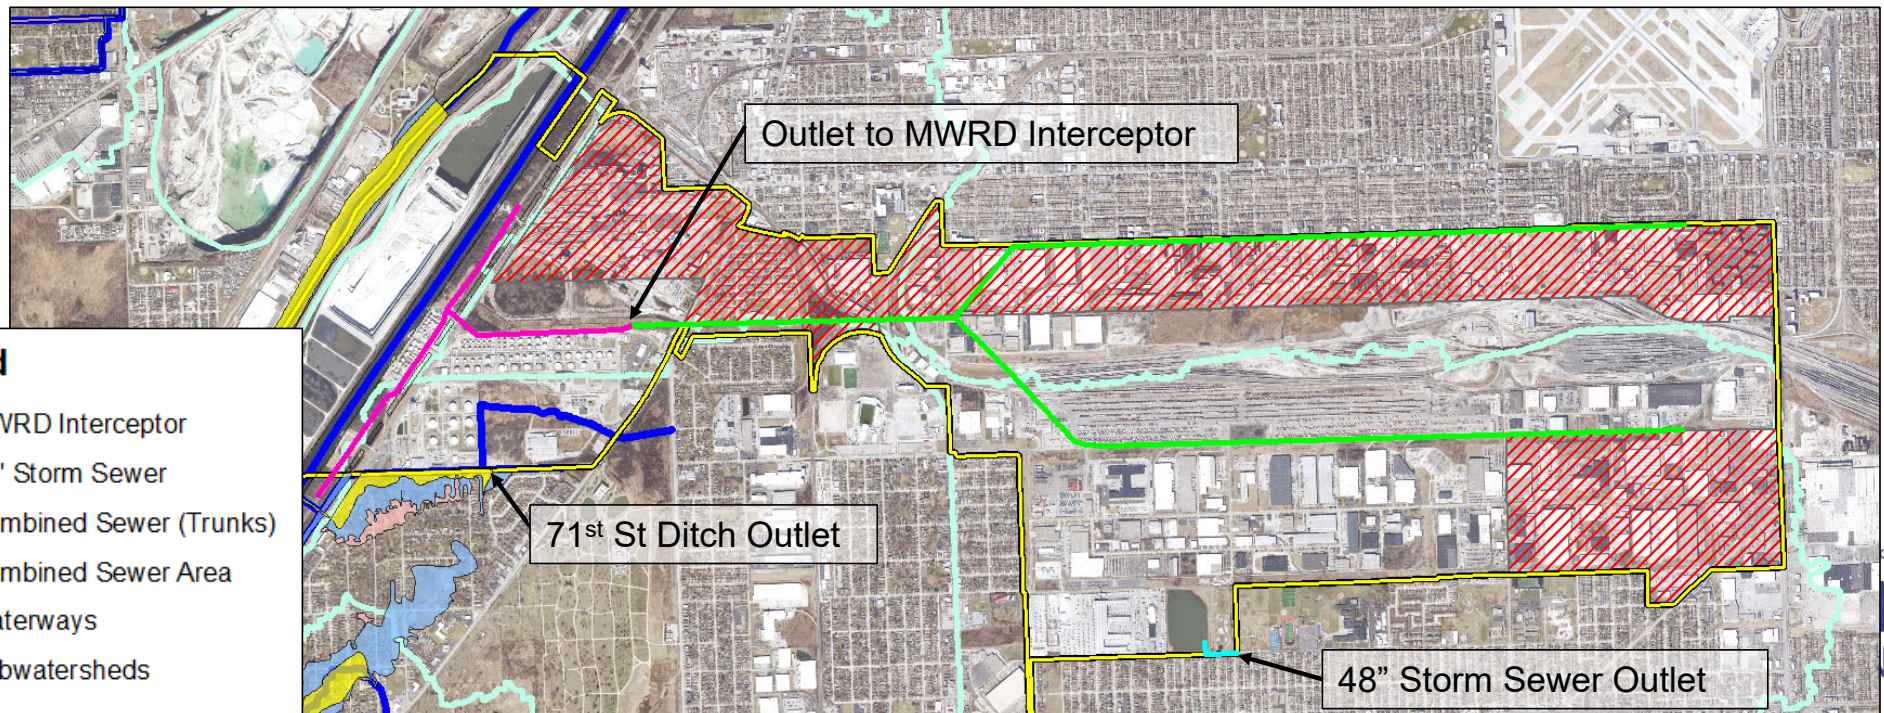 Outlet to MWRD Interceptor
WRD Interceptor
" Storm Sewer
mbined Sewer (Trunks)
mbined Sewer Area
aterways
bwatersheds
71st St Ditch Outlet
48” Storm Sewer Outlet